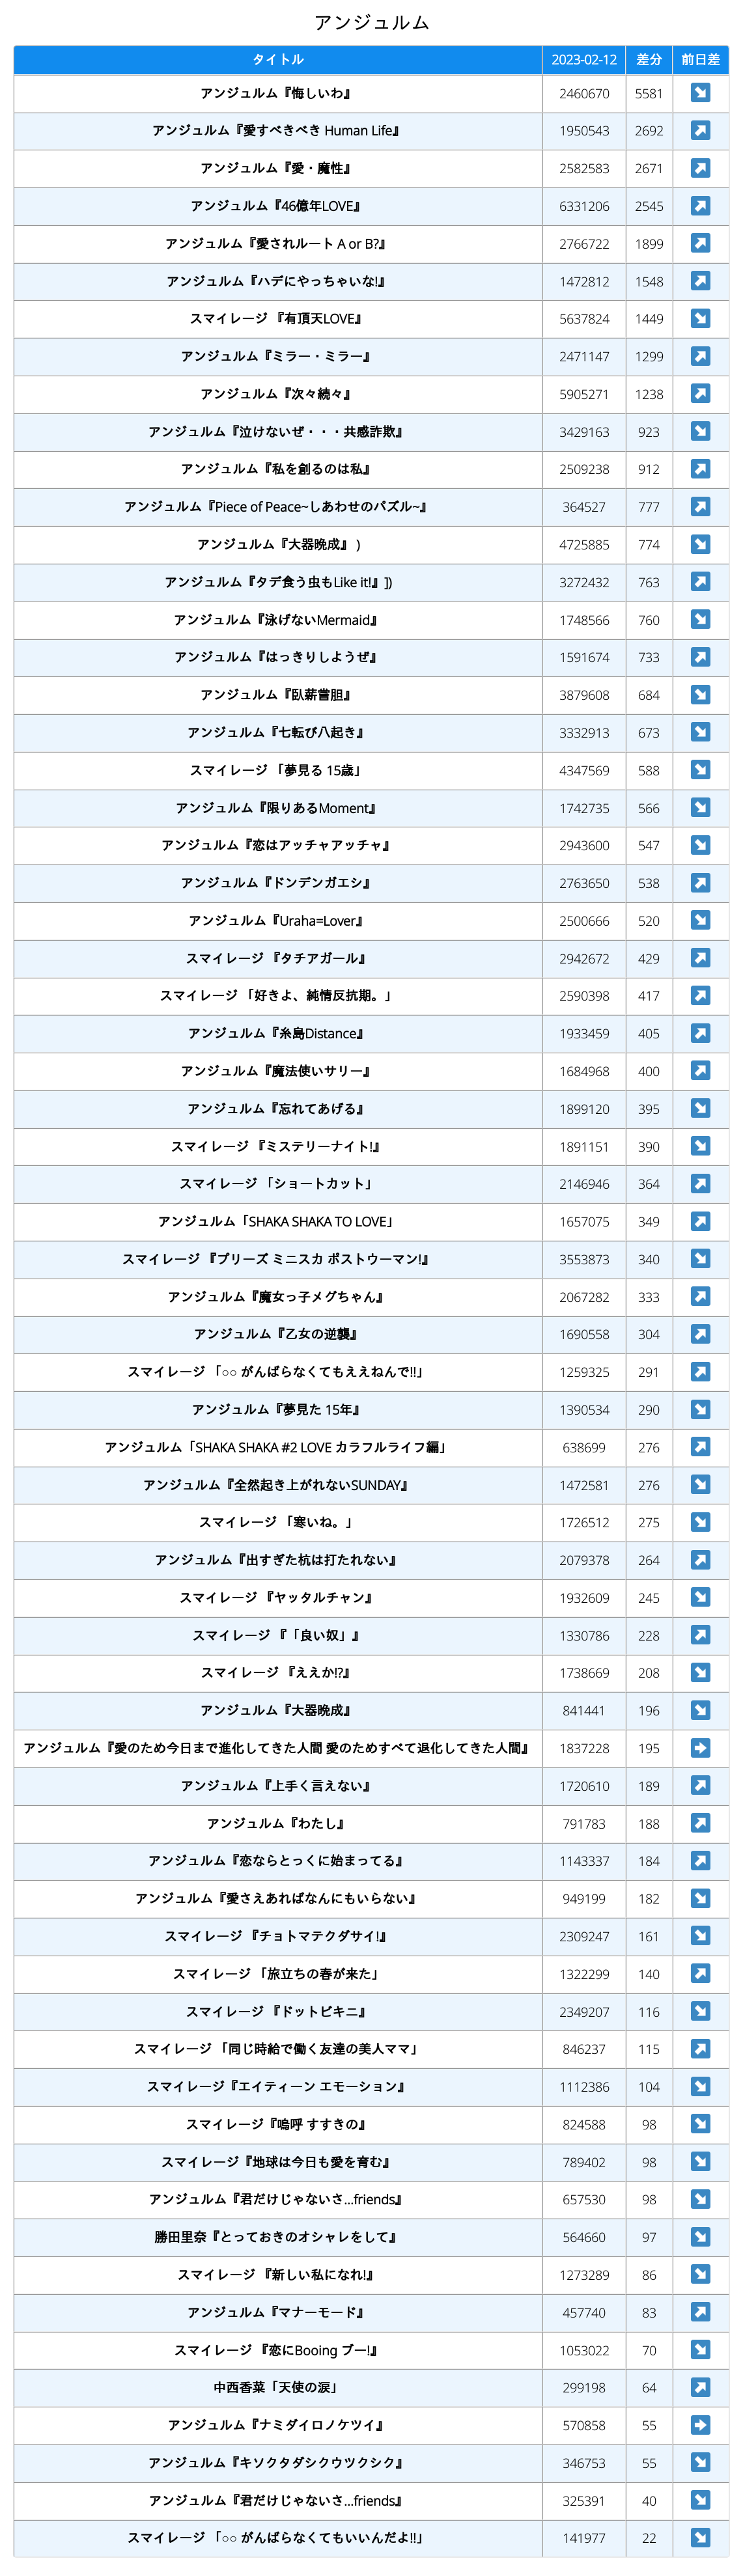 アンジュルム
タイトル 2023-02-12 差分 前日差
アンジュルム『悔しいわ』 2460670 5581 ↘
アンジュルム『愛すべきべき Human Life』 1950543 2692 ↗
アンジュルム『愛・魔性』 2582583 2671 ↗
アンジュルム『46億年LOVE』 6331206 2545 ↗
アンジュルム『愛されルート A or B?』 2766722 1899 ↗
アンジュルム『ハデにやっちゃいな!』 1472812 1548 ↗
スマイレージ 『有頂天LOVE』 5637824 1449 ↘
アンジュルム『ミラー・ミラー』 2471147 1299 ↗
アンジュルム『次々続々』 5905271 1238 ↗
アンジュルム『泣けないぜ・・・共感詐欺』 3429163 923 ↘
アンジュルム『私を創るのは私』 2509238 912 ↗
アンジュルム『Piece of Peace~しあわせのパズル~』 364527 777 ↗
アンジュルム『大器晩成』 ) 4725885 774 ↘
アンジュルム『タデ食う虫もLike it!』]) 3272432 763 ↗
アンジュルム『泳げないMermaid』 1748566 760 ↘
アンジュルム『はっきりしようぜ』 1591674 733 ↗
アンジュルム『臥薪嘗胆』 3879608 684 ↘
アンジュルム『七転び八起き』 3332913 673 ↘
スマイレージ 「夢見る 15歳」 4347569 588 ↘
アンジュルム『限りあるMoment』 1742735 566 ↘
アンジュルム『恋はアッチャアッチャ』 2943600 547 ↘
アンジュルム『ドンデンガエシ』 2763650 538 ↗
アンジュルム『Uraha=Lover』 2500666 520 ↘
スマイレージ 『タチアガール』 2942672 429 ↗
スマイレージ 「好きよ、純情反抗期。」 2590398 417 ↗
アンジュルム『糸島Distance』 1933459 405 ↗
アンジュルム『魔法使いサリー』 1684968 400 ↗
アンジュルム『忘れてあげる』 1899120 395 ↘
スマイレージ 『ミステリーナイト!』 1891151 390 ↘
スマイレージ 「ショートカット」 2146946 364 ↗
アンジュルム「SHAKA SHAKA TO LOVE」 1657075 349 ↗
スマイレージ 『プリーズ ミニスカ ポストウーマン!』 3553873 340 ↘
アンジュルム『魔女っ子メグちゃん』 2067282 333 ↗
アンジュルム『乙女の逆襲』 1690558 304 ↗
スマイレージ 「○○ がんばらなくてもええねんで!!」 1259325 291 ↗
アンジュルム『夢見た 15年』 1390534 290 ↘
アンジュルム「SHAKA SHAKA #2 LOVE カラフルライフ編」 638699 276 ↗
アンジュルム『全然起き上がれないSUNDAY』 1472581 276 ↘
スマイレージ 「寒いね。」 1726512 275 ↘
アンジュルム『出すぎた杭は打たれない』 2079378 264 ↗
スマイレージ 『ヤッタルチャン』 1932609 245 ↘
スマイレージ 『「良い奴」』 1330786 228 ↗
スマイレージ 『ええか!?』 1738669 208 ↘
アンジュルム『大器晩成』 841441 196 ↘
アンジュルム『愛のため今日まで進化してきた人間 愛のためすべて退化してきた人間』 1837228 195 →
アンジュルム『上手く言えない』 1720610 189 ↗
アンジュルム『わたし』 791783 188 ↗
アンジュルム『恋ならとっくに始まってる』 1143337 184 ↗
アンジュルム『愛さえあればなんにもいらない』 949199 182 ↘
スマイレージ 『チョトマテクダサイ!』 2309247 161 ↘
スマイレージ 「旅立ちの春が来た」 1322299 140 ↗
スマイレージ 『ドットビキニ』 2349207 116 ↘
スマイレージ 「同じ時給で働く友達の美人ママ」 846237 115 ↗
スマイレージ『エイティーン エモーション』 1112386 104 ↘
スマイレージ『嗚呼 すすきの』 824588 98 ↘
スマイレージ『地球は今日も愛を育む』 789402 98 ↘
アンジュルム『君だけじゃないさ...friends』 657530 98 ↘
勝田里奈『とっておきのオシャレをして』 564660 97 ↘
スマイレージ 『新しい私になれ!』 1273289 86 ↘
アンジュルム『マナーモード』 457740 83 ↗
スマイレージ 『恋にBooing ブー!』 1053022 70 ↘
中西香菜「天使の涙」 299198 64 ↗
アンジュルム『ナミダイロノケツイ』 570858 55 →
アンジュルム『キソクタダシクウツクシク』 346753 55 ↘
アンジュルム『君だけじゃないさ...friends』 325391 40 ↘
スマイレージ 「○○ がんばらなくてもいいんだよ!!」 141977 22 ↘